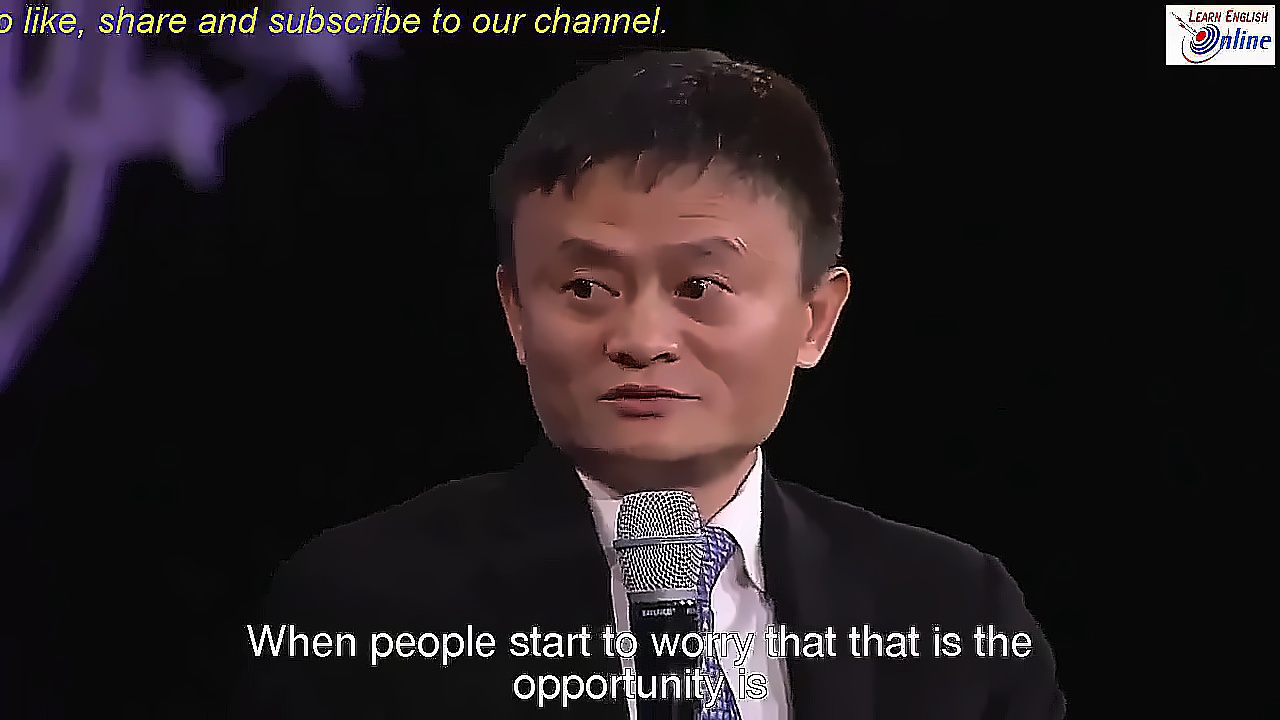 o like, share and subscribe to our channel.
LEARN ENGLISH
Online
When people start to worry that that is the
opportunity is